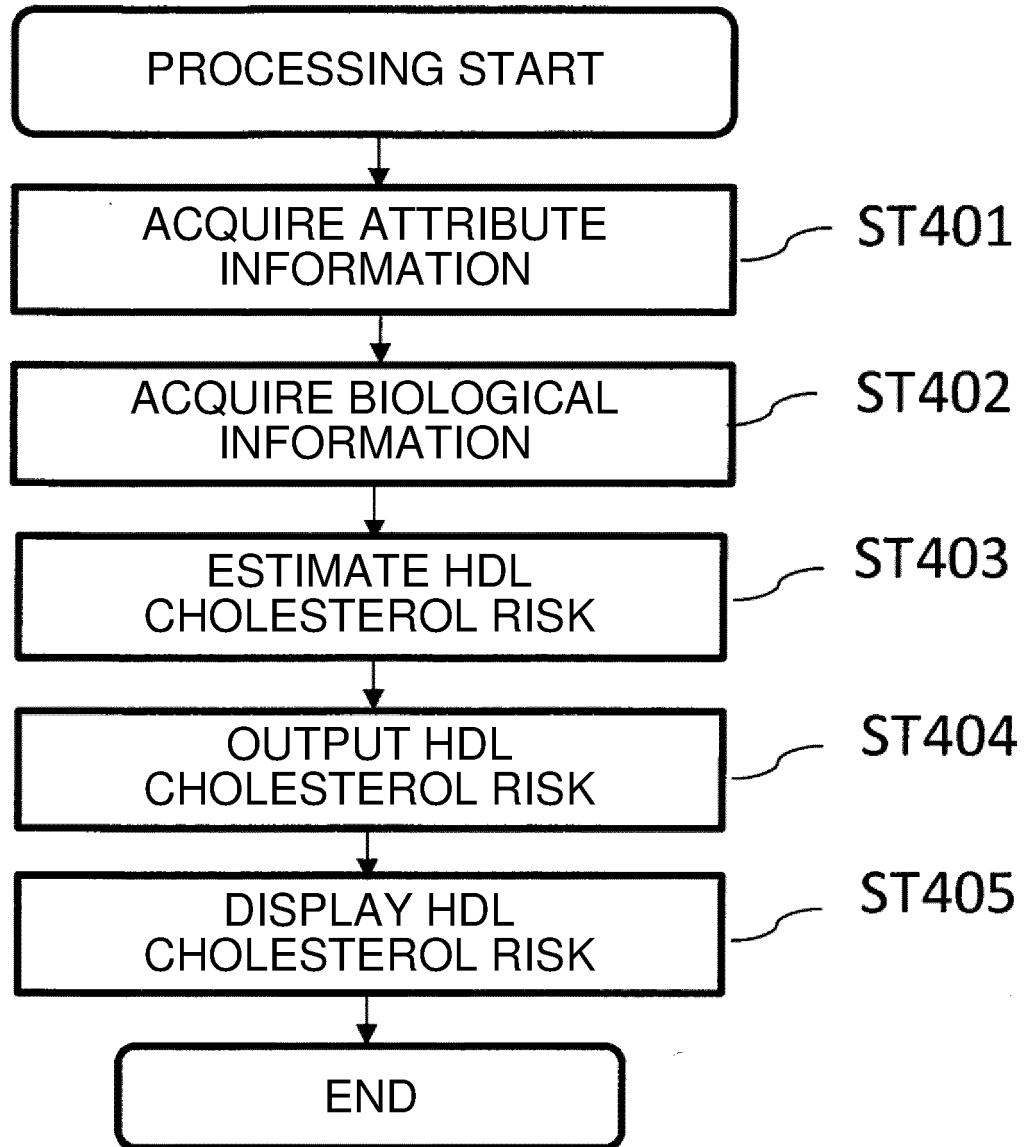 PROCESSING START
ACQUIRE ATTRIBUTE
INFORMATION
ST401
ACQUIRE BIOLOGICAL
INFORMATION
ST402
ESTIMATE HDL
CHOLESTEROL RISK
ST403
OUTPUT HDL
CHOLESTEROL RISK
ST404
DISPLAY HDL
CHOLESTEROL RISK
ST405
END